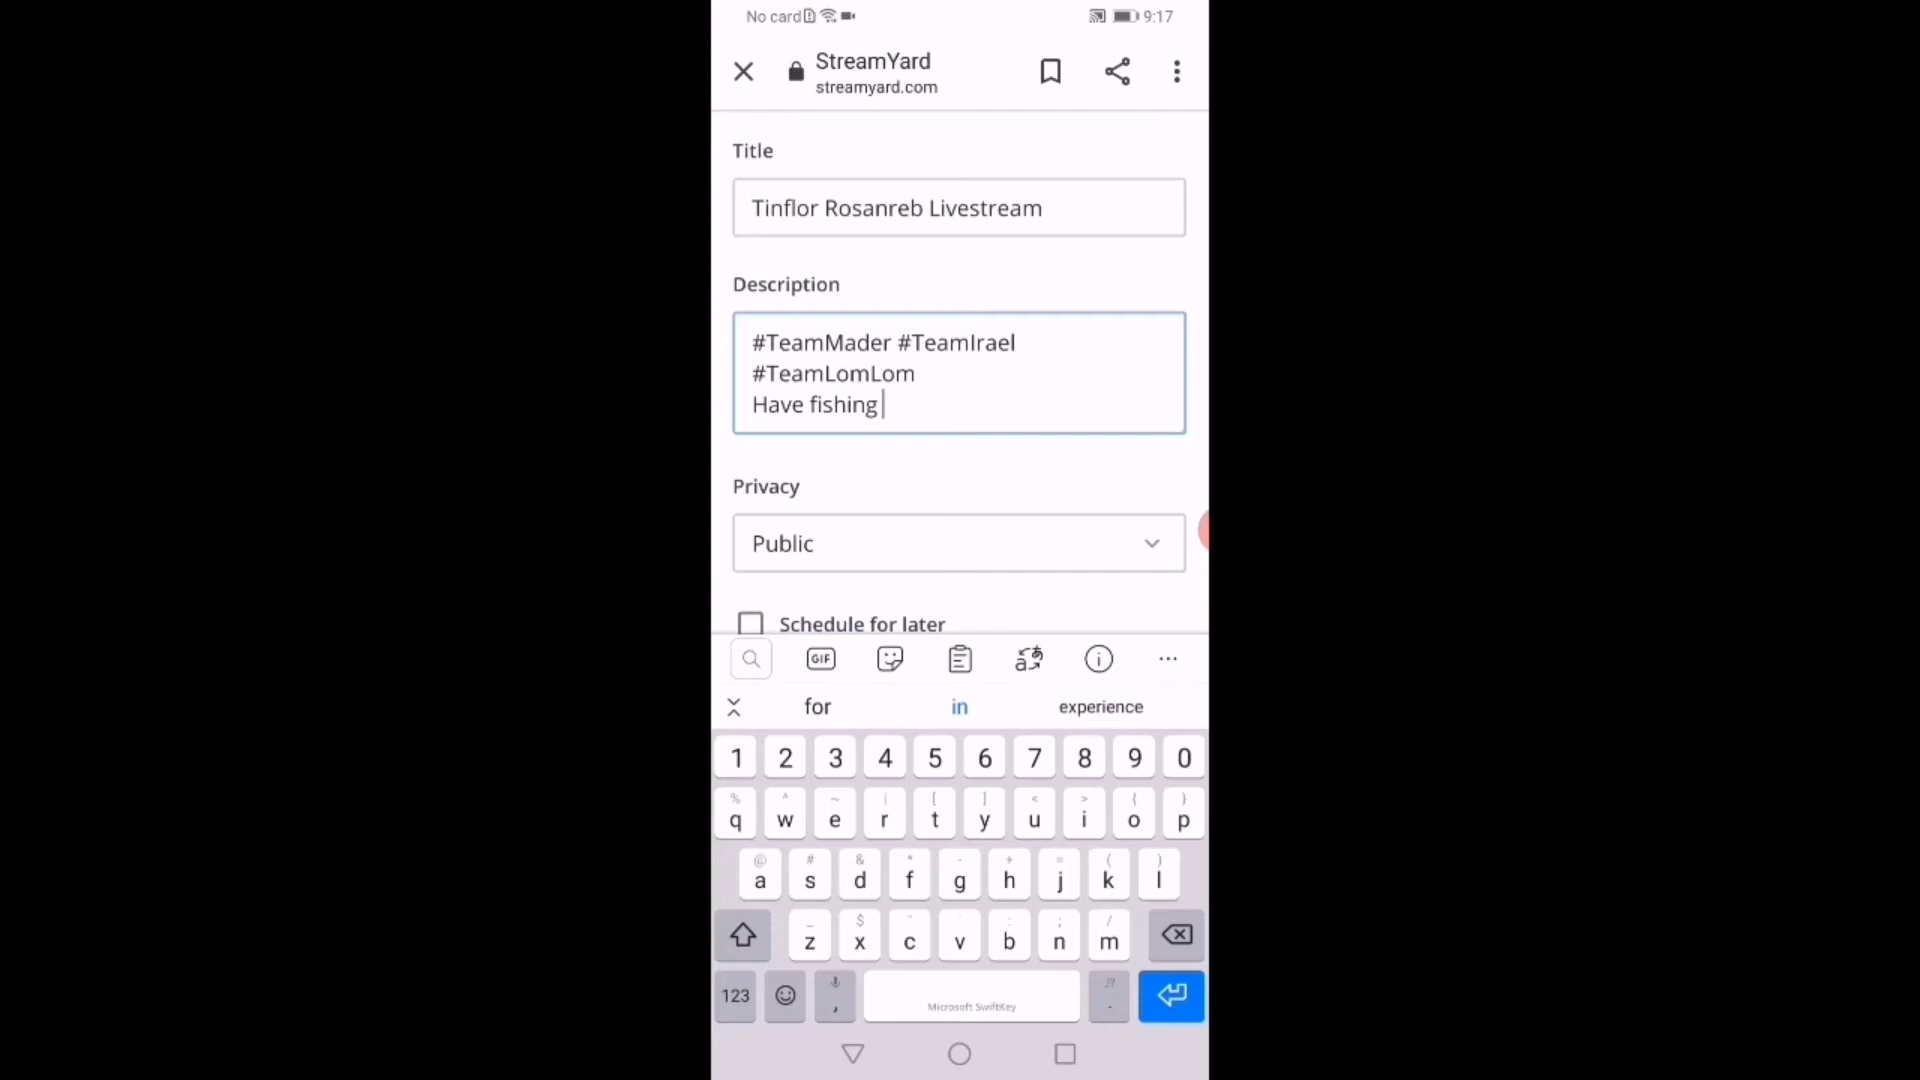 No card 9:17
StreamYard
streamyard.com
Title
Tinflor Rosanreb Livestream
Description
#TeamMader #TeamIrael
#TeamLomLom
Have fishing
Privacy
Public
Schedule for later
GIF
for in experience
1 2 3 4 5 6 7 8 9 0
% ^ ~ | [ ] < > { }
q w e r t y u i o p
@ # & * - + = ( )
a s d f g h j k l
_ $ " ' : ; /
z x c v b n m
123 , Microsoft SwiftKey .